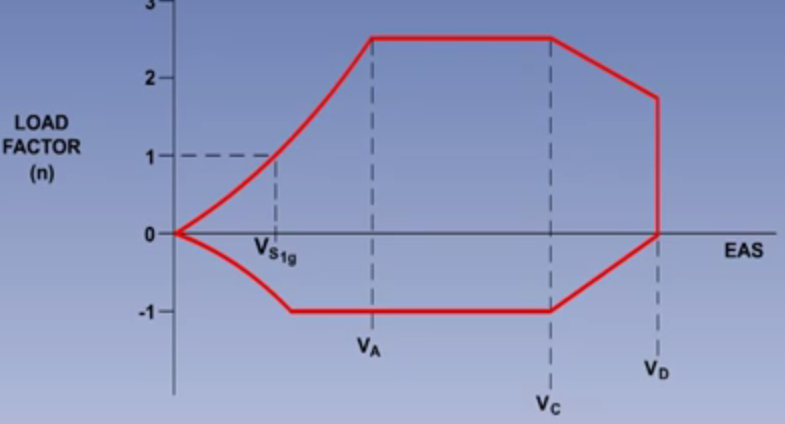 3
2
LOAD
FACTOR
(n)
1
0
-1
VS1g
EAS
VA
VD
VC